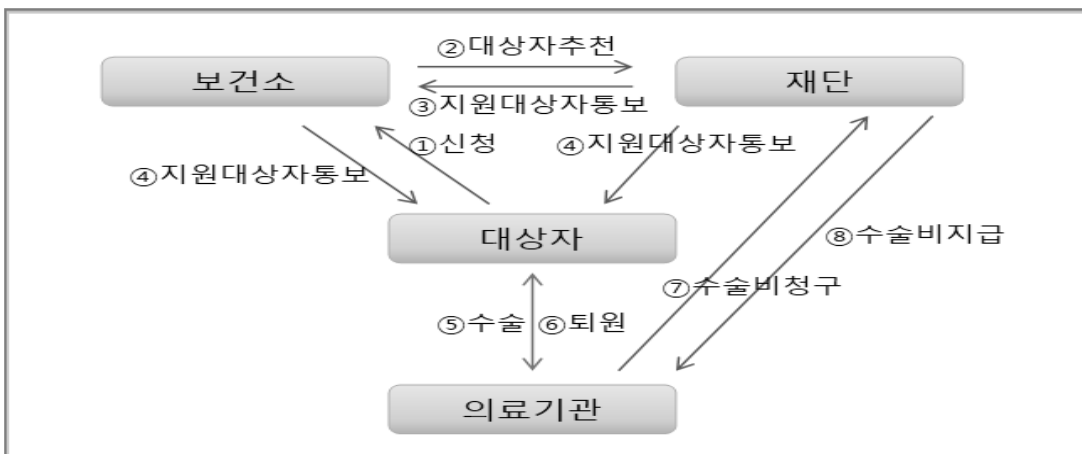 ②대상자추천
보건소
재단
③지원대상자통보
①신청
④지원대상자통보
④지원대상자통보
대상자
⑧수술비지급
⑦수술비청구
⑤수술
⑥퇴원
의료기관